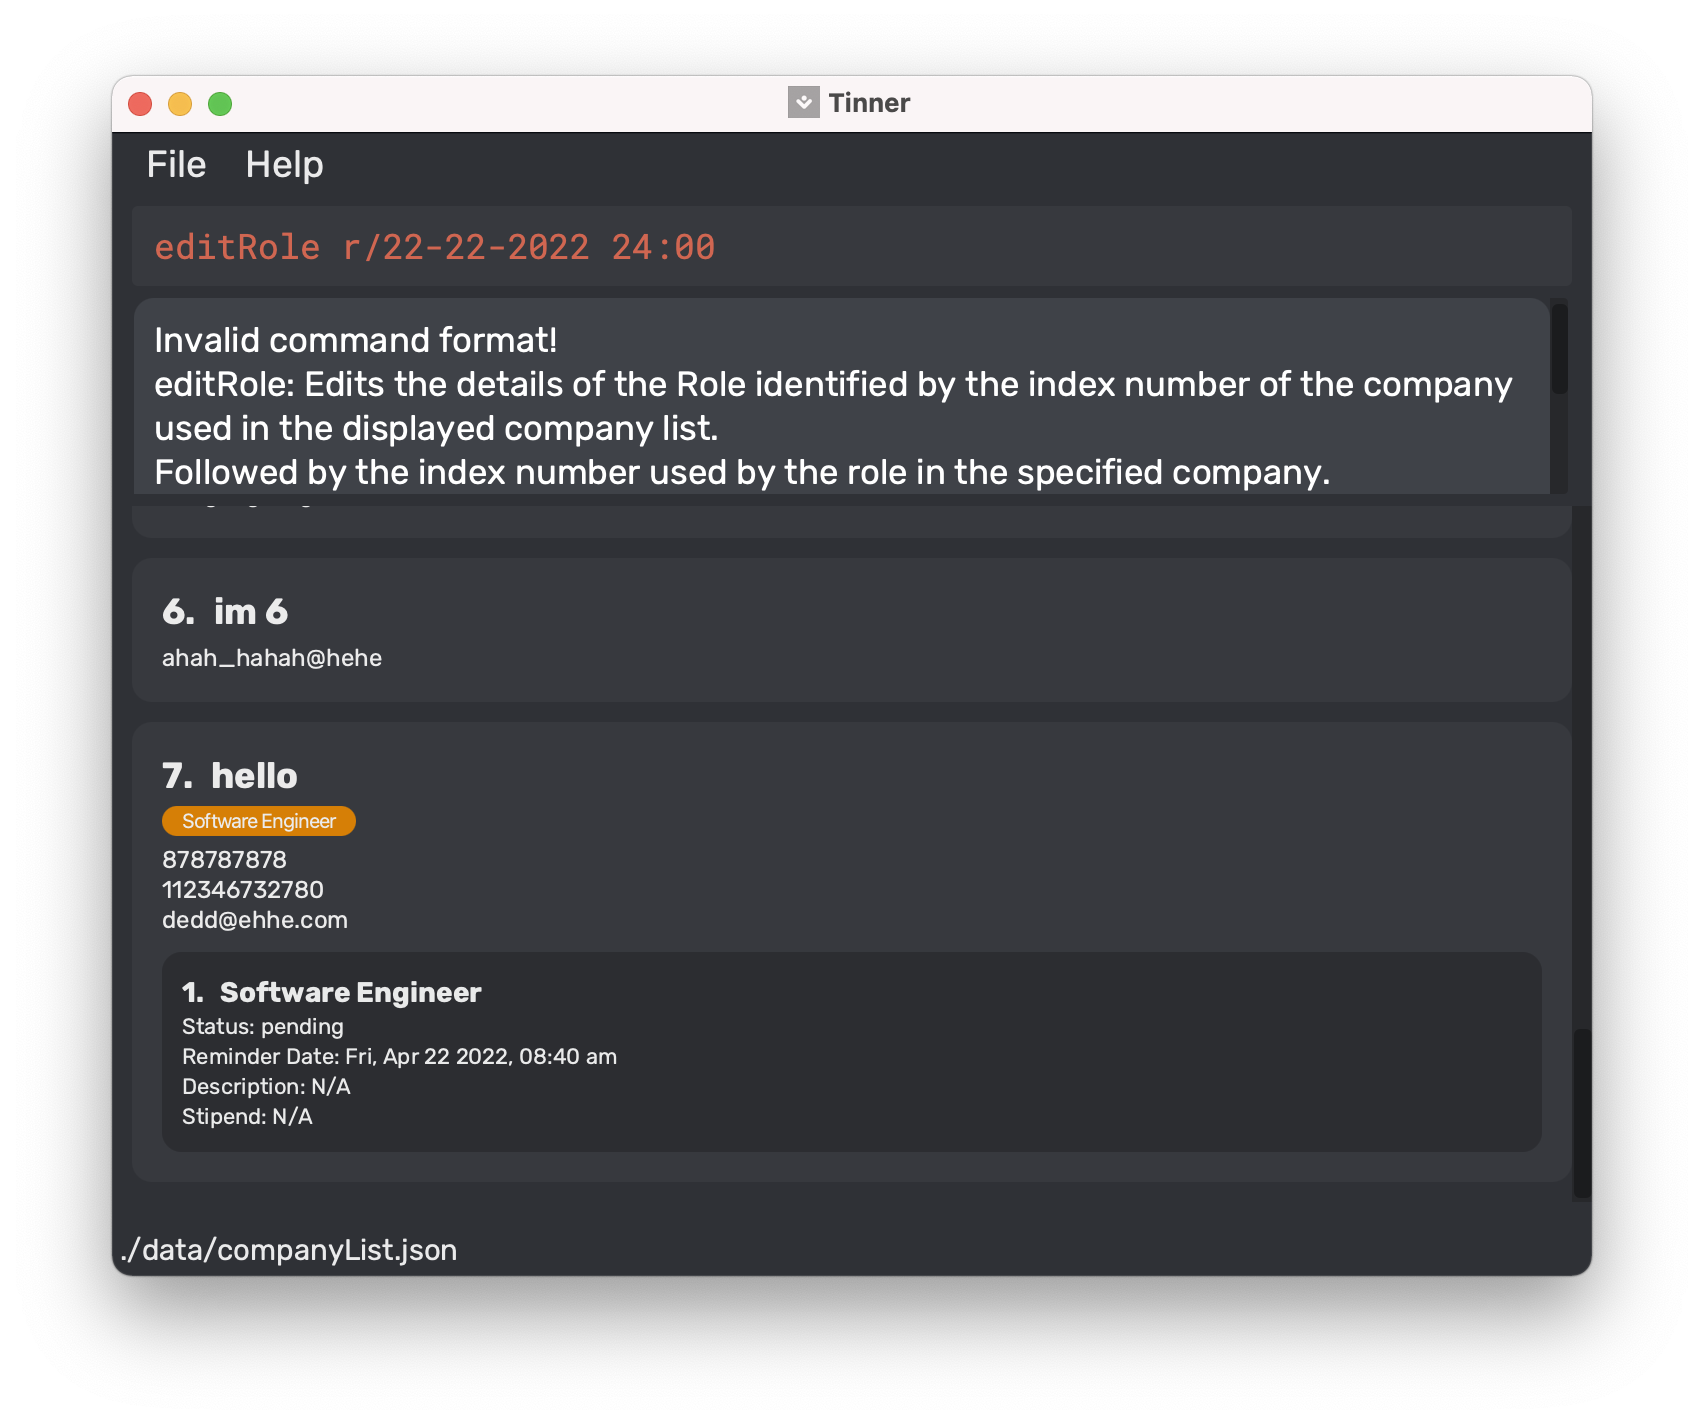 Tinner
File Help
editRole r/22-22-2022 24:00
Invalid command format!
editRole: Edits the details of the Role identified by the index number of the company
used in the displayed company list.
Followed by the index number used by the role in the specified company.
6. im 6
ahah_hahah@hehe
7. hello
Software Engineer
878787878
112346732780
dedd@ehhe.com
1. Software Engineer
Status: pending
Reminder Date: Fri, Apr 22 2022, 08:40 am
Description: N/A
Stipend: N/A
./data/companyList.json